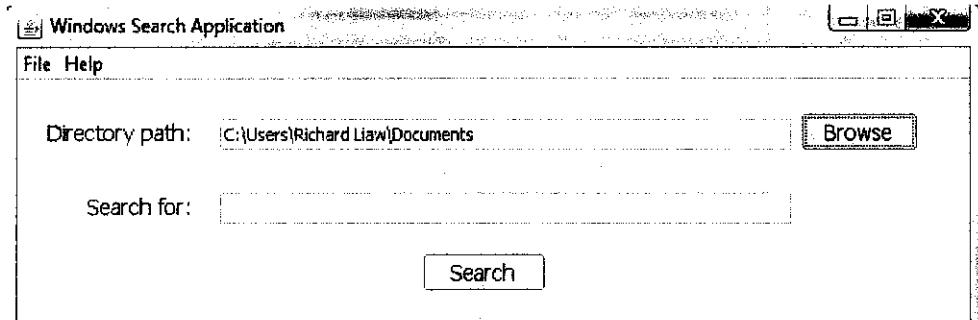 Windows Search Application
File Help
Directory path: C:\Users\Richard Liaw\Documents Browse
Search for:
Search